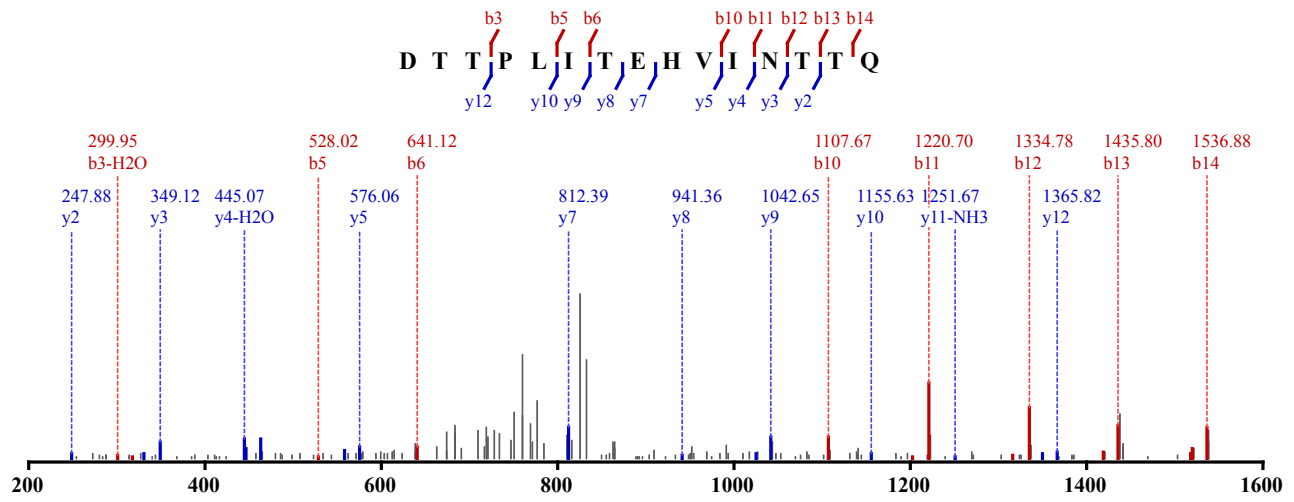 b3 b5 b6 b10 b11 b12 b13 b14
D T T P L I T E H V I N T T Q
y12 y10 y9 y8 y7 y5 y4 y3 y2
299.95 528.02 641.12 1107.67 1220.70 1334.78 1435.80 1536.88
b3-H2O b5 b6 b10 b11 b12 b13 b14
247.88 349.12 445.07 576.06 812.39 941.36 1042.65 1155.63 1251.67 1365.82
y2 y3 y4-H2O y5 y7 y8 y9 y10 y11-NH3 y12
200 400 600 800 1000 1200 1400 1600